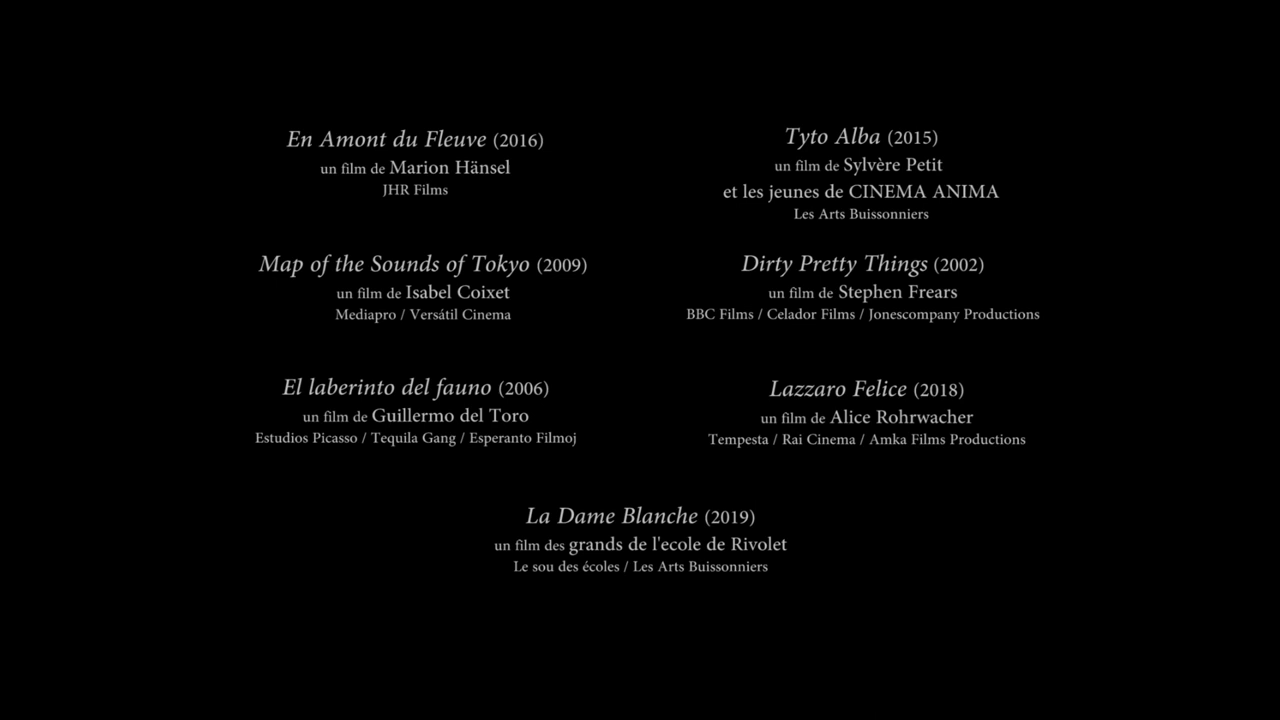 En Amont du Fleuve (2016)
un film de Marion Hänsel
JHR Films
Tyto Alba (2015)
un film de Sylvère Petit
et les jeunes de CINEMA ANIMA
Les Arts Buissonniers
Map of the Sounds of Tokyo (2009)
un film de Isabel Coixet
Mediapro / Versátil Cinema
Dirty Pretty Things (2002)
un film de Stephen Frears
BBC Films / Celador Films / Jonescompany Productions
El laberinto del fauno (2006)
un film de Guillermo del Toro
Estudios Picasso / Tequila Gang / Esperanto Filmoj
Lazzaro Felice (2018)
un film de Alice Rohrwacher
Tempesta / Rai Cinema / Amka Films Productions
La Dame Blanche (2019)
un film des grands de l'ecole de Rivolet
Le sou des écoles / Les Arts Buissonniers